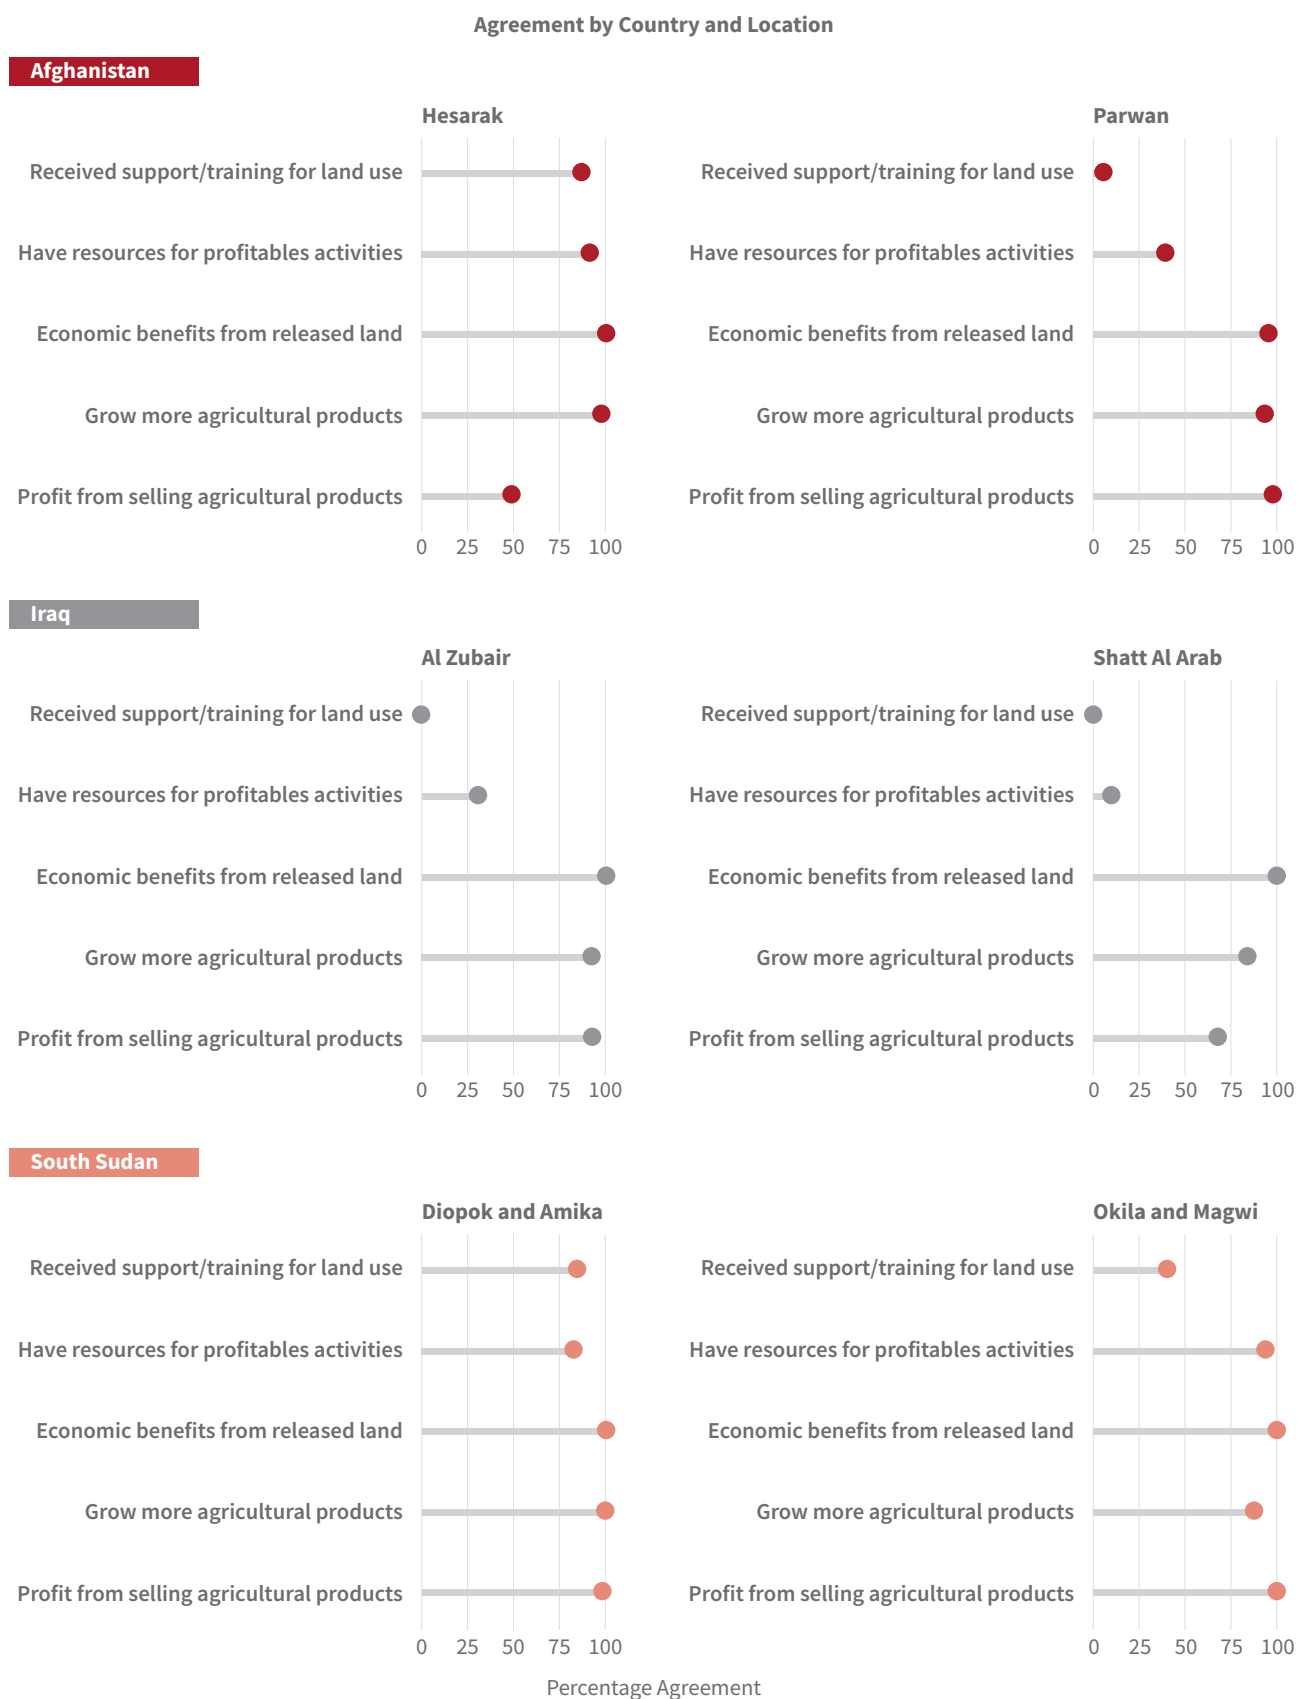 Agreement by Country and Location
Afghanistan
Hesarak
Received support/training for land use
Have resources for profitables activities
Economic benefits from released land
Grow more agricultural products
Profit from selling agricultural products
0 25 50 75 100
Parwan
Received support/training for land use
Have resources for profitables activities
Economic benefits from released land
Grow more agricultural products
Profit from selling agricultural products
0 25 50 75 100
Iraq
Al Zubair
Received support/training for land use
Have resources for profitables activities
Economic benefits from released land
Grow more agricultural products
Profit from selling agricultural products
0 25 50 75 100
Shatt Al Arab
Received support/training for land use
Have resources for profitables activities
Economic benefits from released land
Grow more agricultural products
Profit from selling agricultural products
0 25 50 75 100
South Sudan
Diopok and Amika
Received support/training for land use
Have resources for profitables activities
Economic benefits from released land
Grow more agricultural products
Profit from selling agricultural products
0 25 50 75 100
Okila and Magwi
Received support/training for land use
Have resources for profitables activities
Economic benefits from released land
Grow more agricultural products
Profit from selling agricultural products
0 25 50 75 100
Percentage Agreement